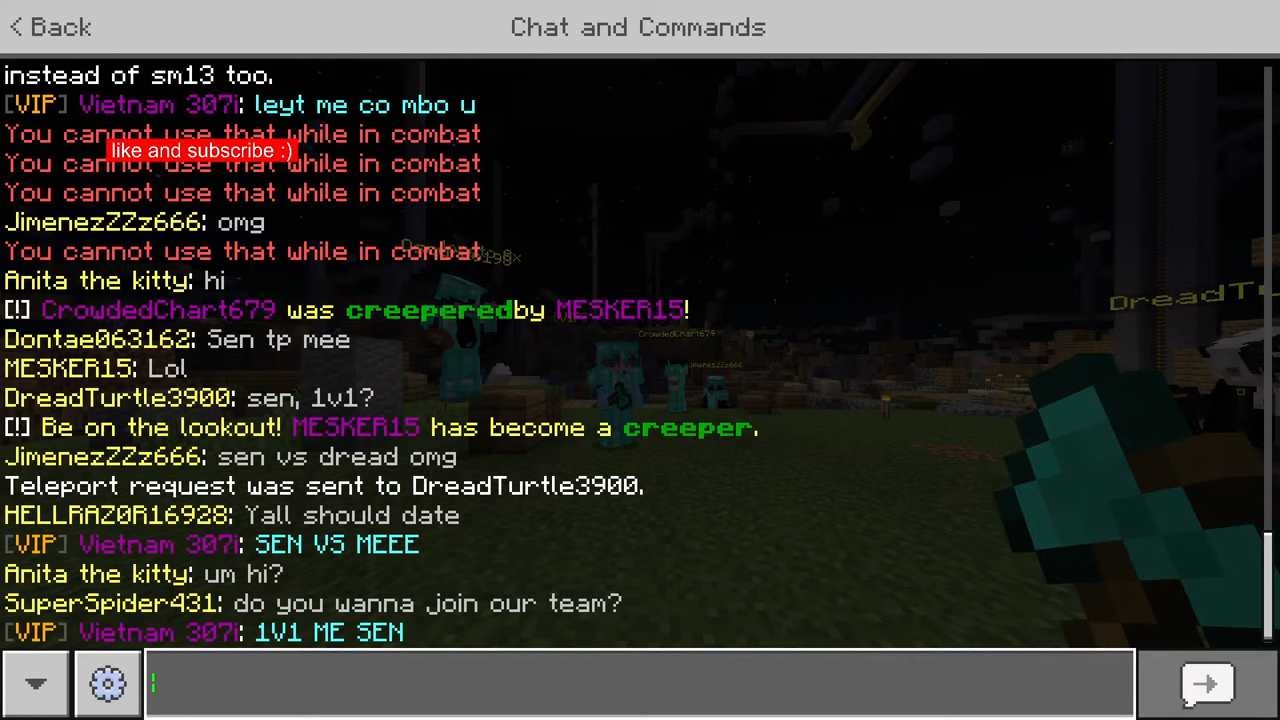 < Back
Chat and Commands
instead of sm13 too.
[VIP] Vietnam 307i: leyt me co mbo u
You cannot use that while in combat
like and subscribe :)
You cannot use that while in combat
You cannot use that while in combat
JimenezZZz666: omg
You cannot use that while in combat
Anita the kitty: hi
[!] CrowdedChart679 was creepered by MESKER15!
CrowdedChart679
Dontae063162: Sen tp mee
MESKER15: Lol
JimenezZZz666
DreadTurtle3900: sen, 1v1?
[!] Be on the lookout! MESKER15 has become a creeper.
JimenezZZz666: sen vs dread omg
Teleport request was sent to DreadTurtle3900.
HELLRAZ0R16928: Yall should date
[VIP] Vietnam 307i: SEN VS MEEE
Anita the kitty: um hi?
SuperSpider431: do you wanna join our team?
[VIP] Vietnam 307i: 1V1 ME SEN